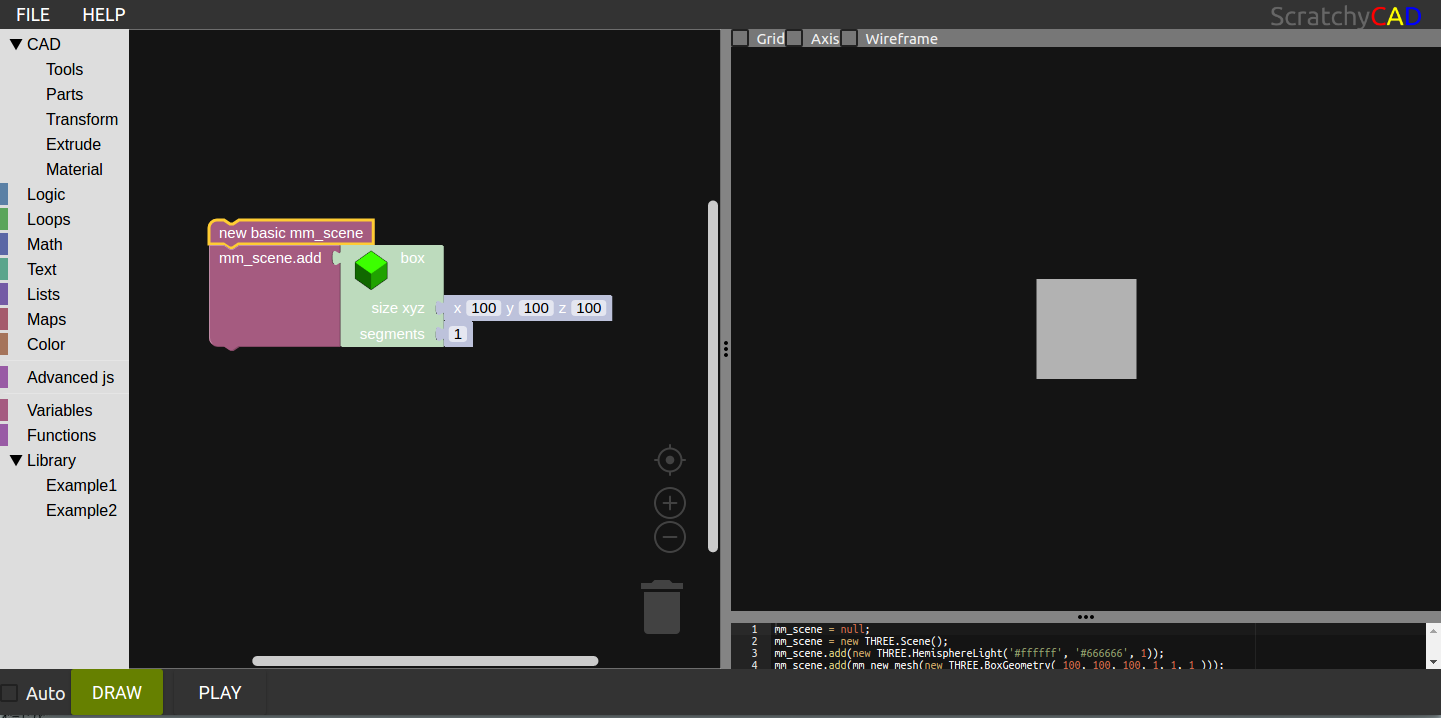 FILE HELP ScratchyCAD
CAD
Tools
Parts
Transform
Extrude
Material
Logic
Loops
Math
Text
Lists
Maps
Color
Advanced js
Variables
Functions
Library
Example1
Example2
new basic mm_scene
mm_scene.add box
size xyz x 100 y 100 z 100
segments 1
Grid Axis Wireframe
1 mm_scene = null;
2 mm_scene = new THREE.Scene();
3 mm_scene.add(new THREE.HemisphereLight('#ffffff', '#666666', 1));
4 mm_scene.add(mm_new_mesh(new THREE.BoxGeometry( 100, 100, 100, 1, 1, 1 )));
Auto DRAW PLAY